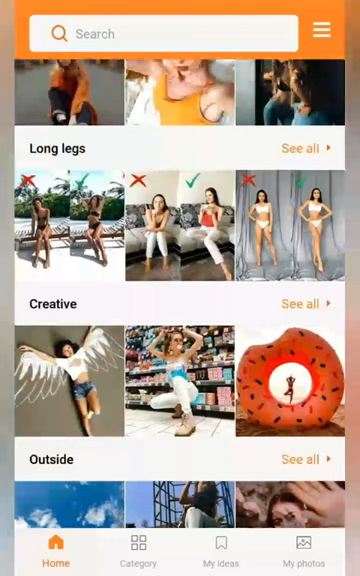 Search
Long legs See all
Creative See all
Outside See all
Home Category My Ideas My photos